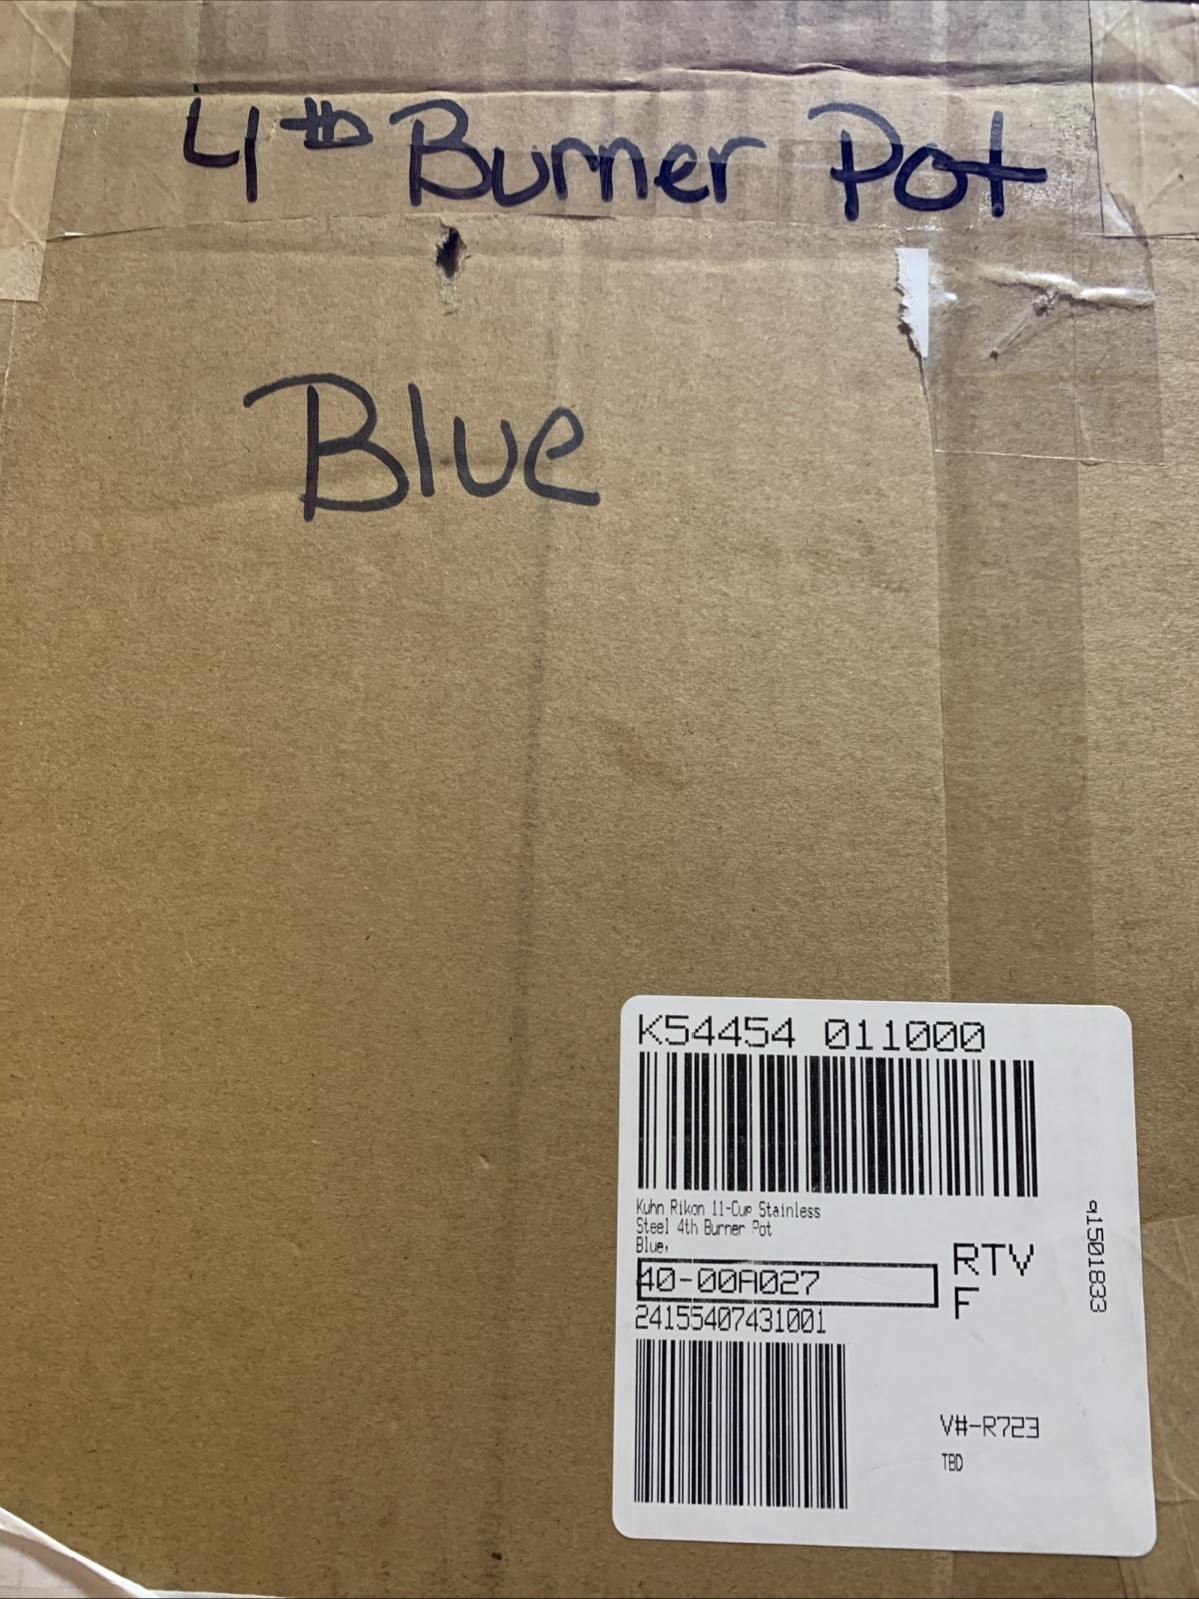 4th Burner Pot
Blue
K54454 011000
Kuhn Rikon 11-Cup Stainless
Steel 4th Burner Pot
Blue,
40-00A027
RTV
F
24155407431001
V#-R723
TBD
91501833